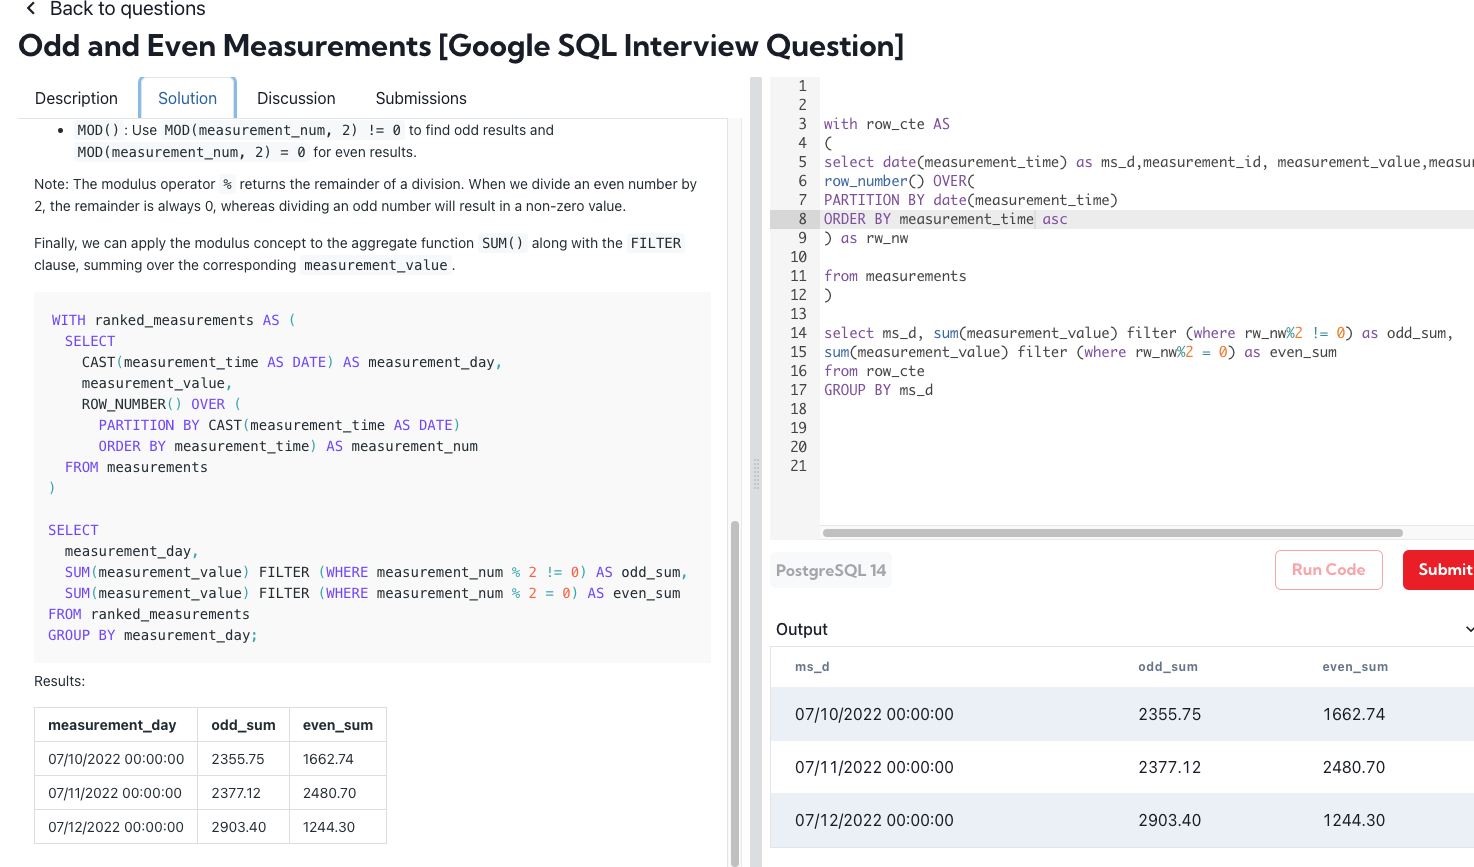 Back to questions
Odd and Even Measurements [Google SQL Interview Question]
Description Solution Discussion Submissions
• MOD() : Use MOD(measurement_num, 2) != 0 to find odd results and
MOD(measurement_num, 2) = 0 for even results.
Note: The modulus operator % returns the remainder of a division. When we divide an even number by
2, the remainder is always 0, whereas dividing an odd number will result in a non-zero value.
Finally, we can apply the modulus concept to the aggregate function SUM() along with the FILTER
clause, summing over the corresponding measurement_value .
WITH ranked_measurements AS (
SELECT
CAST(measurement_time AS DATE) AS measurement_day,
measurement_value,
ROW_NUMBER() OVER (
PARTITION BY CAST(measurement_time AS DATE)
ORDER BY measurement_time) AS measurement_num
FROM measurements
)
SELECT
measurement_day,
SUM(measurement_value) FILTER (WHERE measurement_num % 2 != 0) AS odd_sum,
SUM(measurement_value) FILTER (WHERE measurement_num % 2 = 0) AS even_sum
FROM ranked_measurements
GROUP BY measurement_day;
Results:
measurement_day odd_sum even_sum
07/10/2022 00:00:00 2355.75 1662.74
07/11/2022 00:00:00 2377.12 2480.70
07/12/2022 00:00:00 2903.40 1244.30
1
2
3 with row_cte AS
4 (
5 select date(measurement_time) as ms_d,measurement_id, measurement_value,measu
6 row_number() OVER(
7 PARTITION BY date(measurement_time)
8 ORDER BY measurement_time asc
9 ) as rw_nw
10
11 from measurements
12 )
13
14 select ms_d, sum(measurement_value) filter (where rw_nw%2 != 0) as odd_sum,
15 sum(measurement_value) filter (where rw_nw%2 = 0) as even_sum
16 from row_cte
17 GROUP BY ms_d
18
19
20
21
PostgreSQL 14 Run Code Submit
Output
ms_d odd_sum even_sum
07/10/2022 00:00:00 2355.75 1662.74
07/11/2022 00:00:00 2377.12 2480.70
07/12/2022 00:00:00 2903.40 1244.30